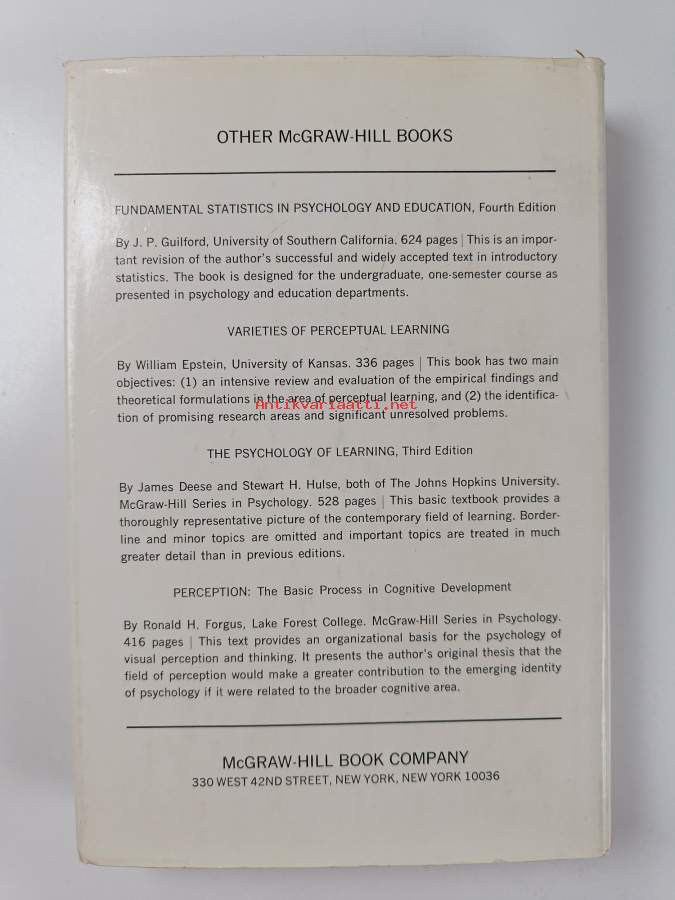 OTHER McGRAW-HILL BOOKS
FUNDAMENTAL STATISTICS IN PSYCHOLOGY AND EDUCATION, Fourth Edition
By J. P. Guilford, University of Southern California. 624 pages | This is an impor-
tant revision of the author's successful and widely accepted text in introductory
statistics. The book is designed for the undergraduate, one-semester course as
presented in psychology and education departments.
VARIETIES OF PERCEPTUAL LEARNING
By William Epstein, University of Kansas. 336 pages | This book has two main
objectives: (1) an intensive review and evaluation of the empirical findings and
theoretical formulations in the area of perceptual learning, and (2) the identifica-
Antikvariaatti.net
tion of promising research areas and significant unresolved problems.
THE PSYCHOLOGY OF LEARNING, Third Edition
By James Deese and Stewart H. Hulse, both of The Johns Hopkins University.
McGraw-Hill Series in Psychology. 528 pages | This basic textbook provides a
thoroughly representative picture of the contemporary field of learning. Border-
line and minor topics are omitted and important topics are treated in much
greater detail than in previous editions.
PERCEPTION: The Basic Process in Cognitive Development
By Ronald H. Forgus, Lake Forest College. McGraw-Hill Series in Psychology.
416 pages | This text provides an organizational basis for the psychology of
visual perception and thinking. It presents the author's original thesis that the
field of perception would make a greater contribution to the emerging identity
of psychology if it were related to the broader cognitive area.
McGRAW-HILL BOOK COMPANY
330 WEST 42ND STREET, NEW YORK, NEW YORK 10036